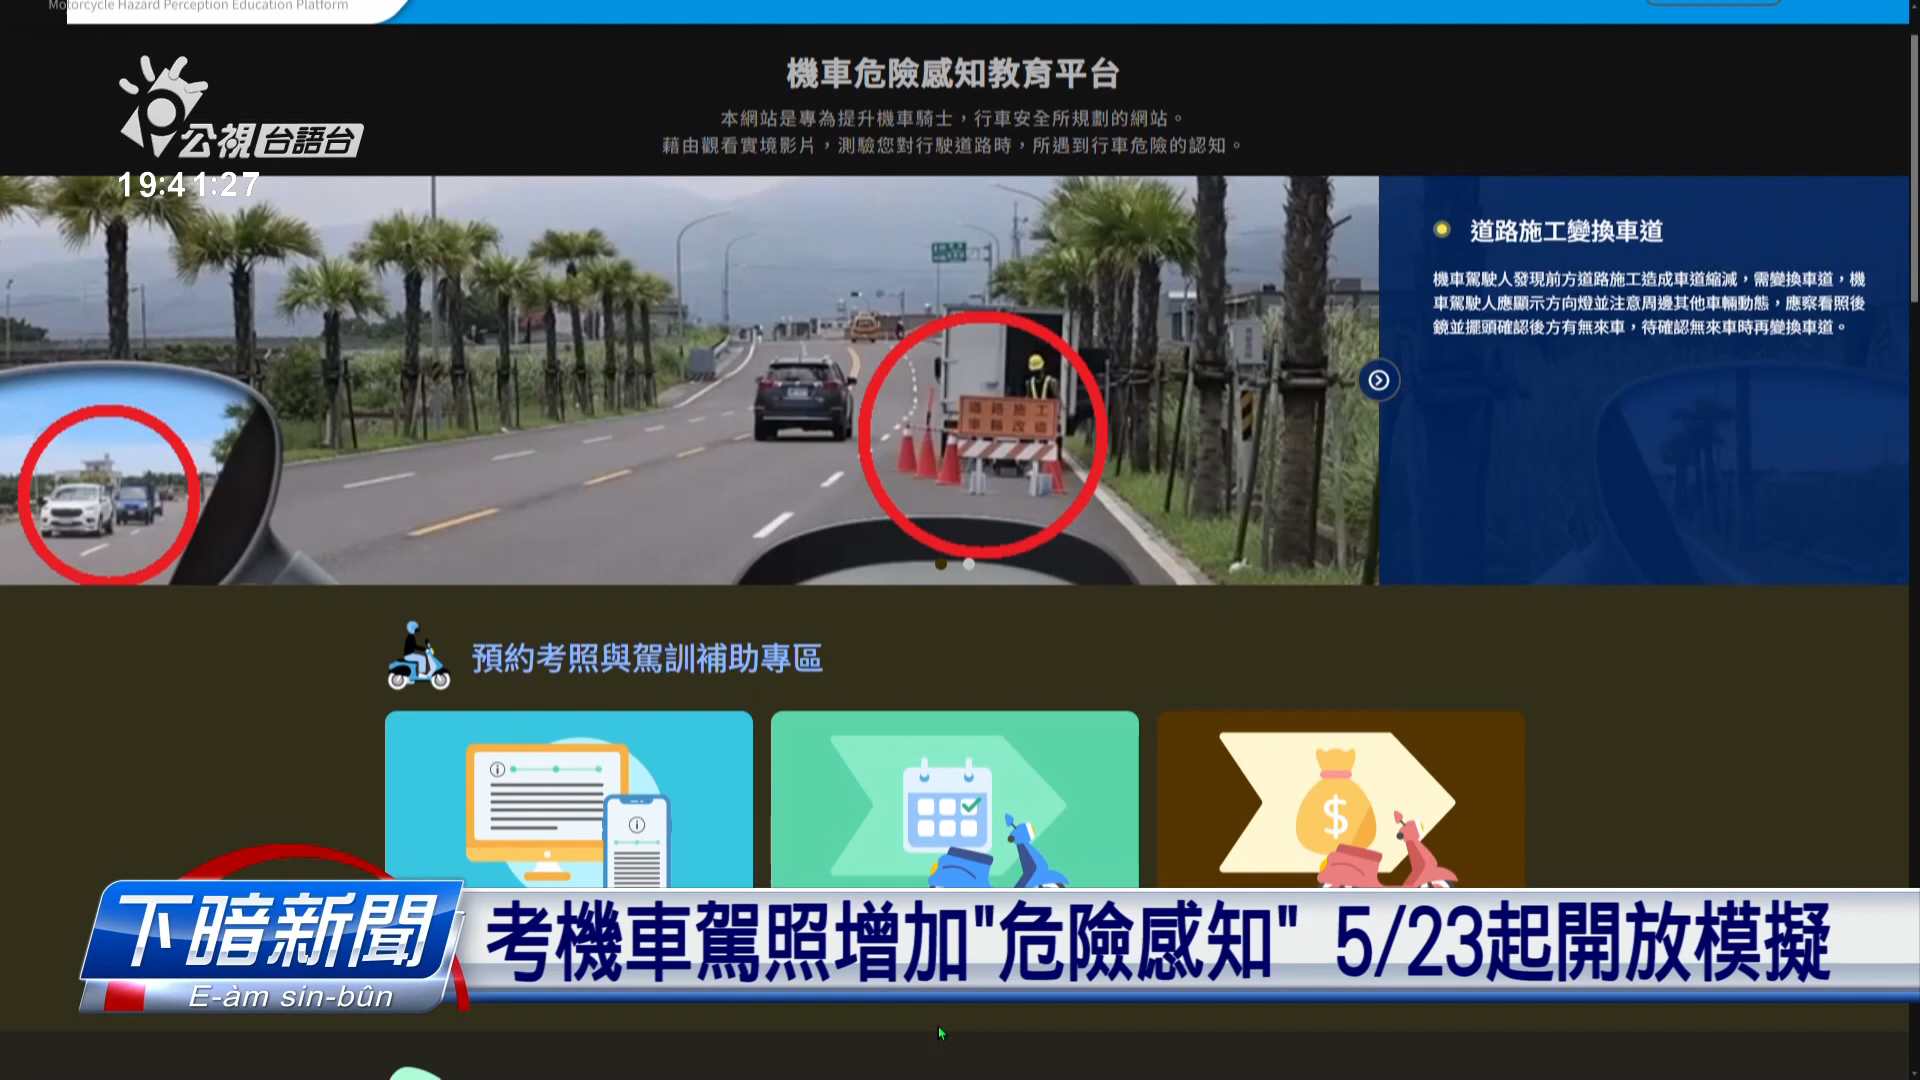 Motorcycle Hazard Perception Education Platform
機車危險感知教育平台
本網站是專為提升機車騎士，行車安全所規劃的網站。
藉由觀看實境影片，測驗您對行駛道路時，所遇到行車危險的認知。
公視台語台
19:41:27
道路施工變換車道
機車駕駛人發現前方道路施工造成車道縮減，需變換車道，機
車駕駛人應顯示方向燈並注意周邊其他車輛動態，應察看照後
鏡並擺頭確認後方有無來車，待確認無來車時再變換車道。
道路施工
車輛改道
預約考照與駕訓補助專區
下暗新聞
E-àm sin-bûn
考機車駕照增加"危險感知" 5/23起開放模擬